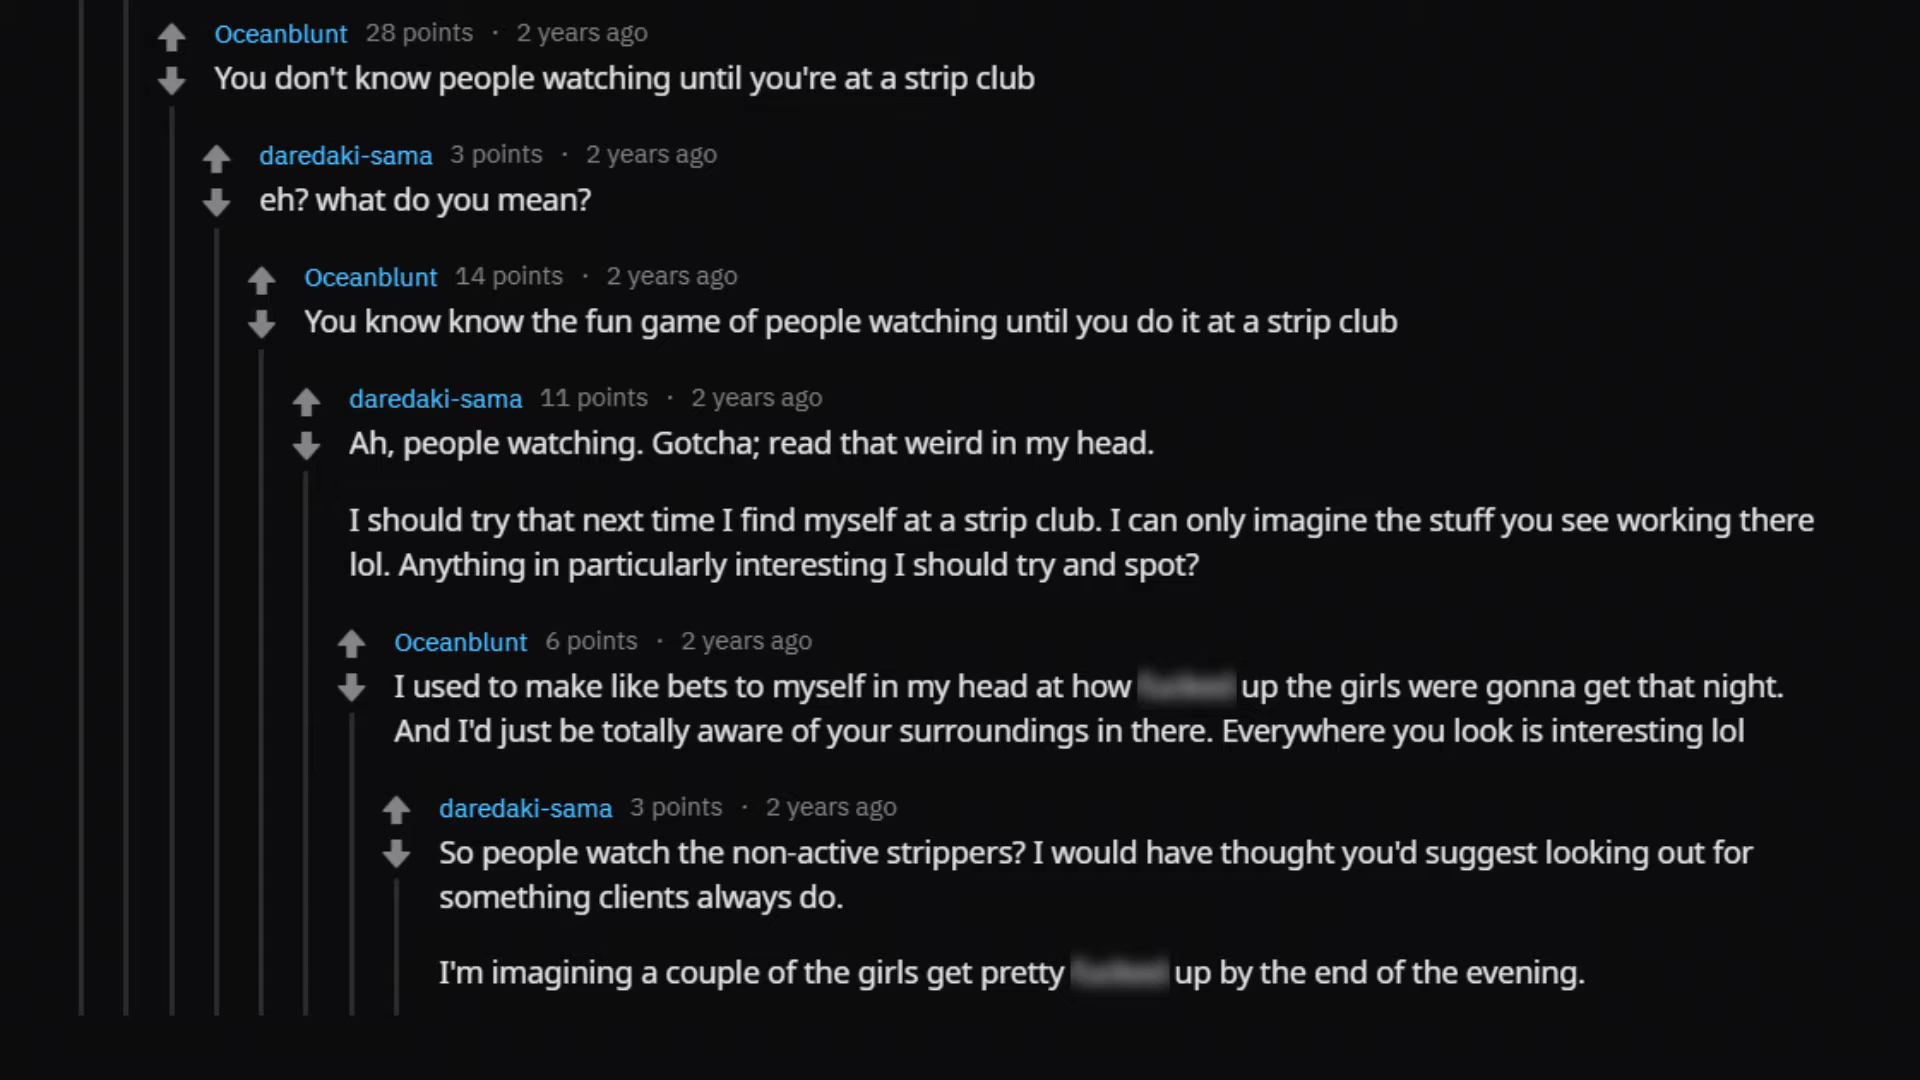 Oceanblunt 28 points · 2 years ago
You don't know people watching until you're at a strip club
daredaki-sama 3 points · 2 years ago
eh? what do you mean?
Oceanblunt 14 points · 2 years ago
You know know the fun game of people watching until you do it at a strip club
daredaki-sama 11 points · 2 years ago
Ah, people watching. Gotcha; read that weird in my head.
I should try that next time I find myself at a strip club. I can only imagine the stuff you see working there
lol. Anything in particularly interesting I should try and spot?
Oceanblunt 6 points · 2 years ago
I used to make like bets to myself in my head at how up the girls were gonna get that night.
And I'd just be totally aware of your surroundings in there. Everywhere you look is interesting lol
daredaki-sama 3 points · 2 years ago
So people watch the non-active strippers? I would have thought you'd suggest looking out for
something clients always do.
I'm imagining a couple of the girls get pretty up by the end of the evening.